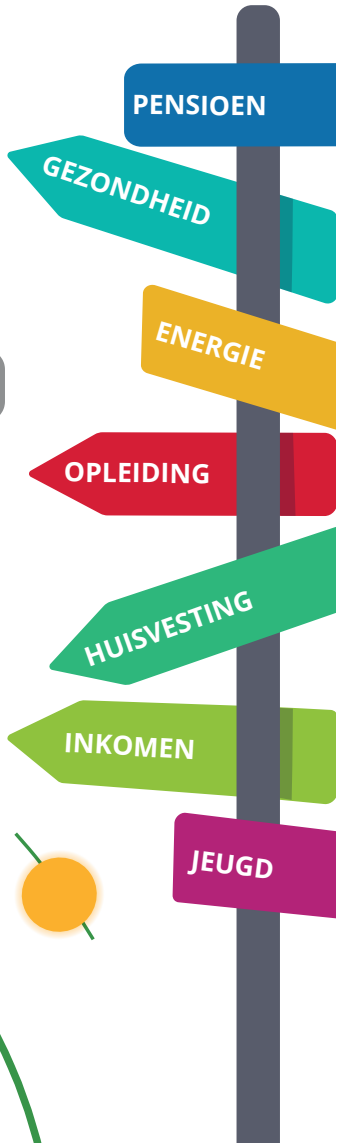 PENSIOEN
GEZONDHEID
ENERGIE
OPLEIDING
HUISVESTING
INKOMEN
JEUGD